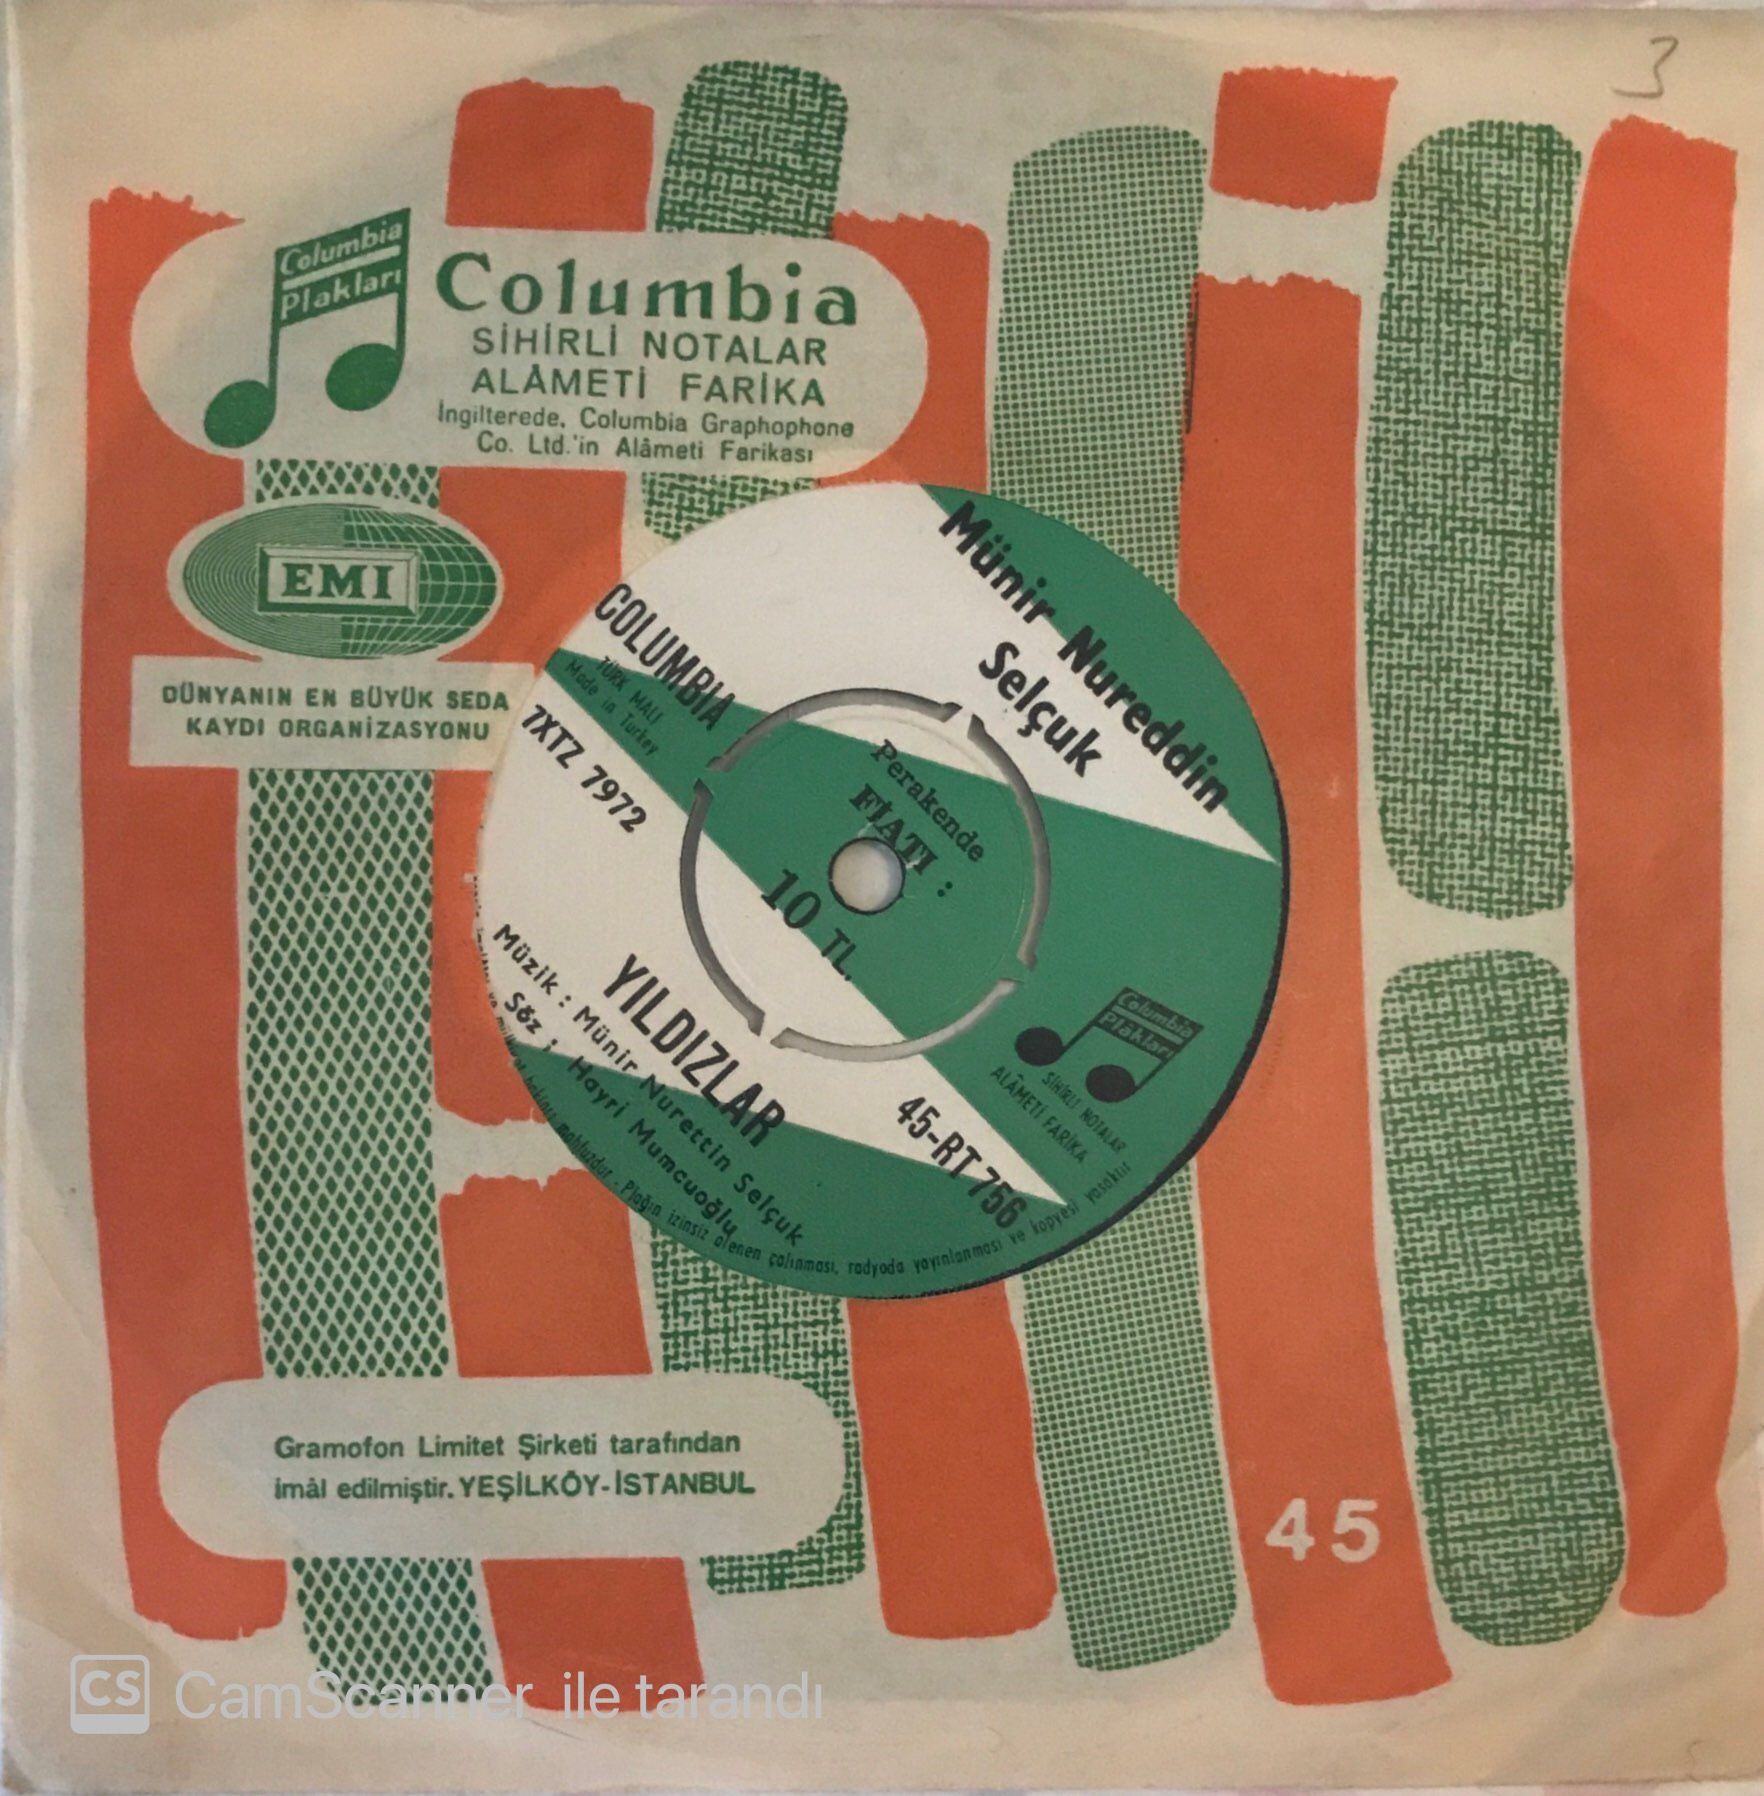 3
Columbia
Plakları
Columbia
SİHİRLİ NOTALAR
ALÂMETİ FARİKA
İngilterede, Columbia Graphophone
Co. Ltd.'in Alâmeti Farikası
EMI
DÜNYANIN EN BÜYÜK SEDA
KAYDI ORGANİZASYONU
Münir Nureddin
Selçuk
COLUMBIA
TÜRK MALI
Made in Turkey
7XTZ 7972
Perakende
FİATI :
10 TL.
YILDIZLAR
Müzik : Münir Nurettin Selçuk
Söz : Hayri Mumcuoğlu
45-RT 756
Columbia
Plakları
SİHİRLİ NOTALAR
ALÂMETİ FARİKA
hakları mahfuzdur. Plağın izinsiz alenen çalınması, radyoda yayınlanması ve kopyesi yasaktır
Gramofon Limitet Şirketi tarafından
imâl edilmiştir. YEŞİLKÖY-İSTANBUL
45
CS CamScanner ile tarandı